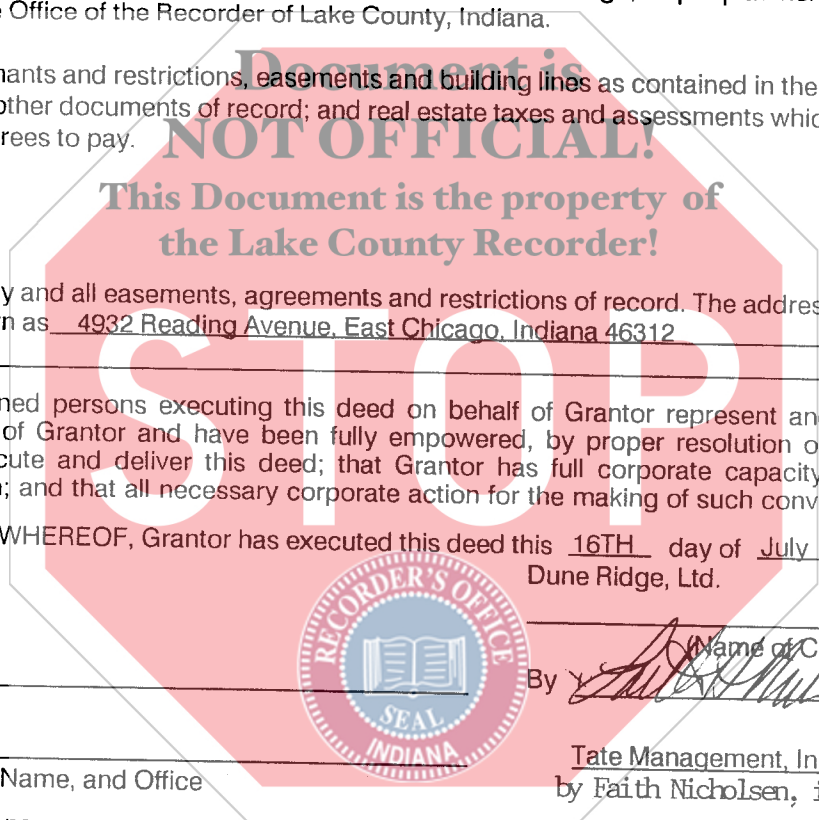 Office of the Recorder of Lake County, Indiana.
Document is
nants and restrictions, easements and building lines as contained in the
other documents of record; and real estate taxes and assessments whic
NOT OFFICIAL!
rees to pay.
This Document is the property of
the Lake County Recorder!
y and all easements, agreements and restrictions of record. The addres
n as 4932 Reading Avenue, East Chicago, Indiana 46312
STOP
ned persons executing this deed on behalf of Grantor represent an
of Grantor and have been fully empowered, by proper resolution o
cute and deliver this deed; that Grantor has full corporate capacity
; and that all necessary corporate action for the making of such conv
WHEREOF, Grantor has executed this deed this 16TH day of July
Dune Ridge, Ltd.
RECORDER'S OFFICE
(Name of C
By
SEAL
INDIANA
Tate Management, In
Name, and Office
by Faith Nicholsen, i